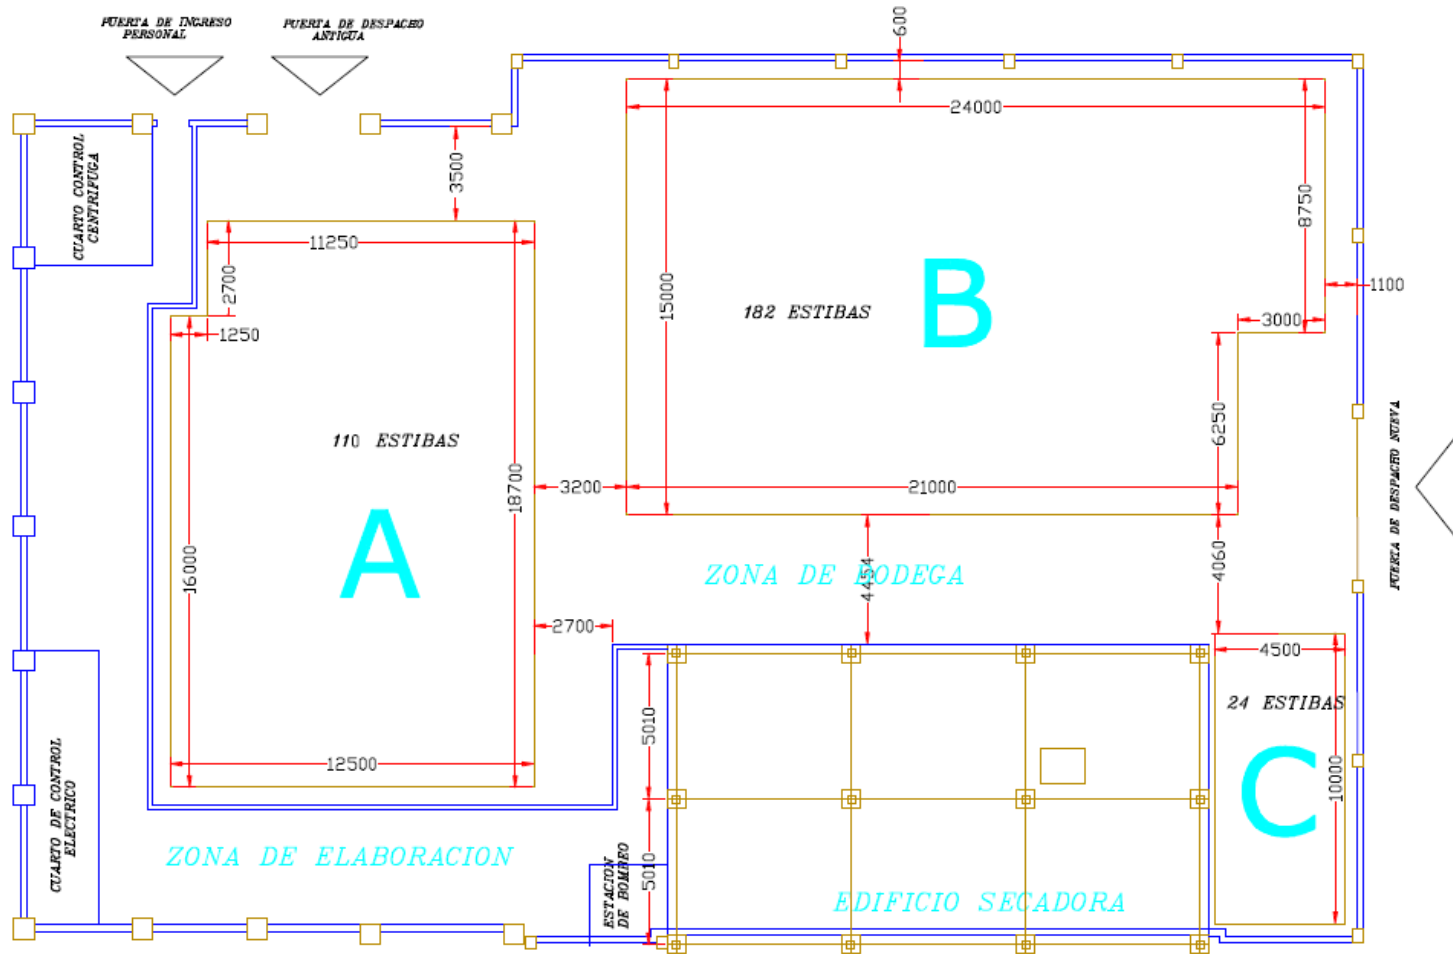 PUERTA DE INGRESO
PERSONAL
PUERTA DE DESPACHO
ANTIGUA
600
24000
CUARTO CONTROL
CENTRIFUGA
3500
8750
11250
2700
1250
15000
182 ESTIBAS
B
1100
3000
110 ESTIBAS
6250
PUERTA DE DESPACHO NUEVA
18700
3200
21000
A
16000
ZONA DE BODEGA
4454
4060
2700
4500
24 ESTIBAS
5010
12500
C
10000
CUARTO DE CONTROL
ELECTRICO
ZONA DE ELABORACION
ESTACION
DE BOMBEO
5010
EDIFICIO SECADORA